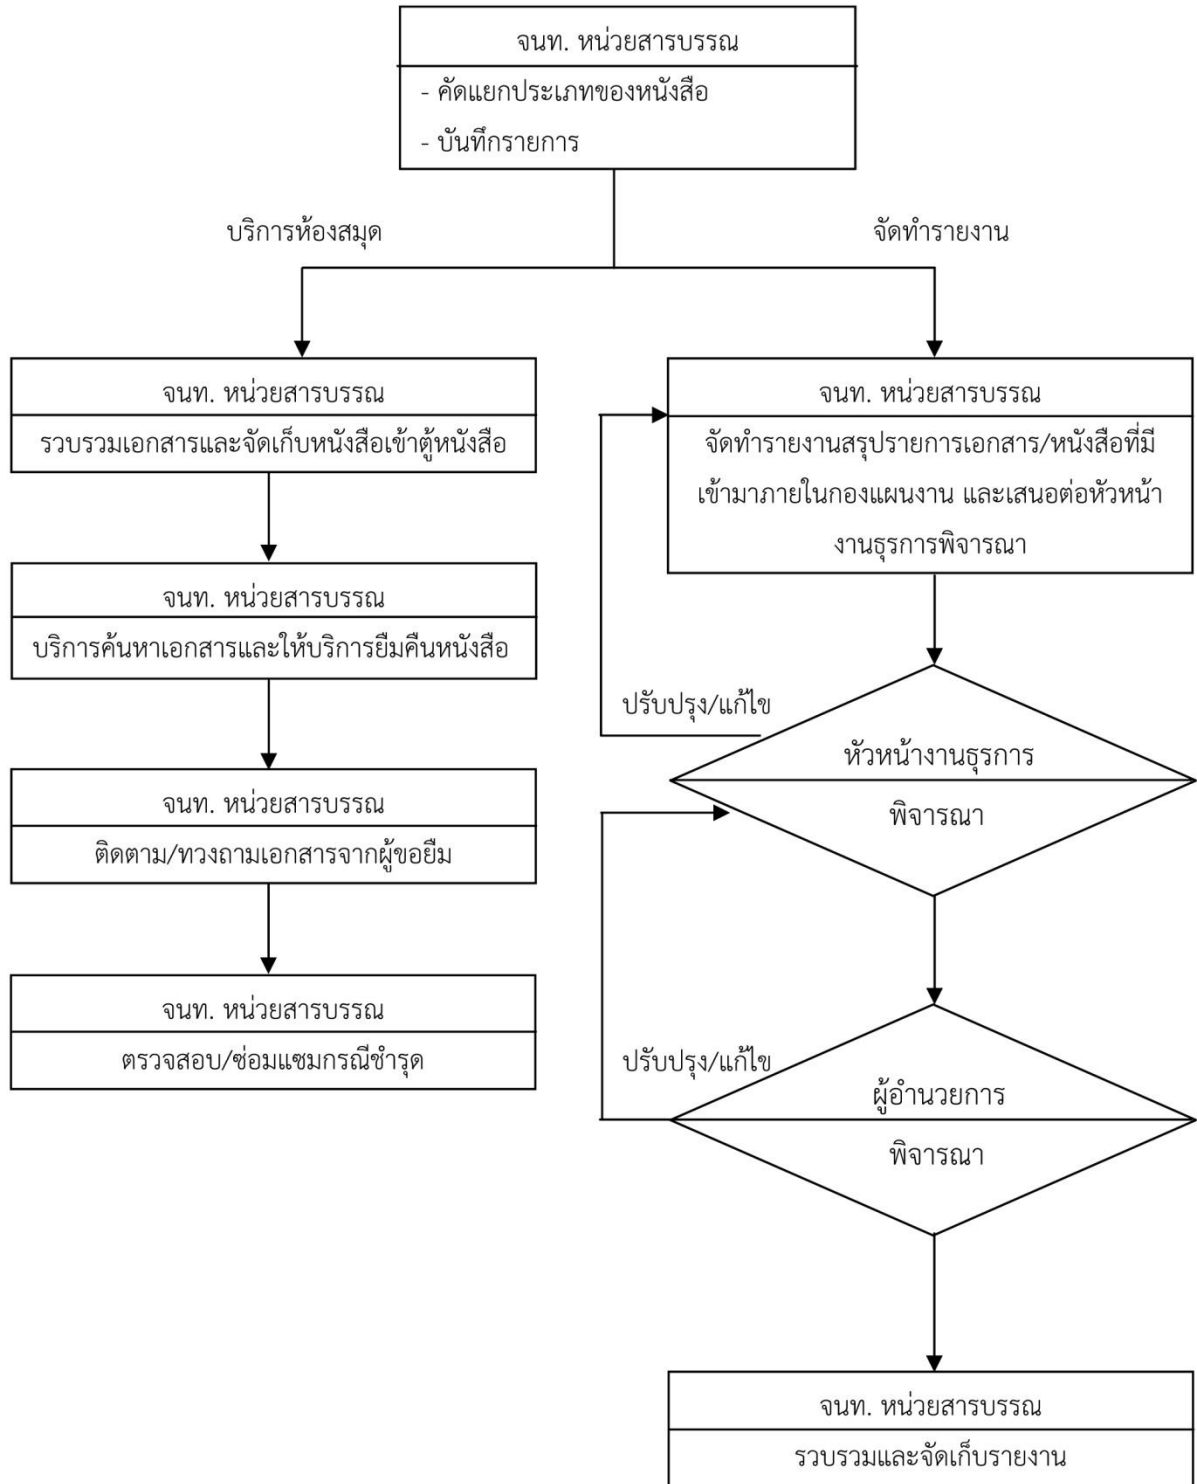 จนท. หน่วยสารบรรณ
- คัดแยกประเภทของหนังสือ
- บันทึกรายการ
บริการห้องสมุด
จัดทำรายงาน
จนท. หน่วยสารบรรณ
รวบรวมเอกสารและจัดเก็บหนังสือเข้าตู้หนังสือ
จนท. หน่วยสารบรรณ
บริการค้นหาเอกสารและให้บริการยืมคืนหนังสือ
จนท. หน่วยสารบรรณ
ติดตาม/ทวงถามเอกสารจากผู้ขอยืม
จนท. หน่วยสารบรรณ
ตรวจสอบ/ซ่อมแซมกรณีชำรุด
จนท. หน่วยสารบรรณ
จัดทำรายงานสรุปรายการเอกสาร/หนังสือที่มี
เข้ามาภายในกองแผนงาน และเสนอต่อหัวหน้า
งานธุรการพิจารณา
ปรับปรุง/แก้ไข
หัวหน้างานธุรการ
พิจารณา
ปรับปรุง/แก้ไข
ผู้อำนวยการ
พิจารณา
จนท. หน่วยสารบรรณ
รวบรวมและจัดเก็บรายงาน